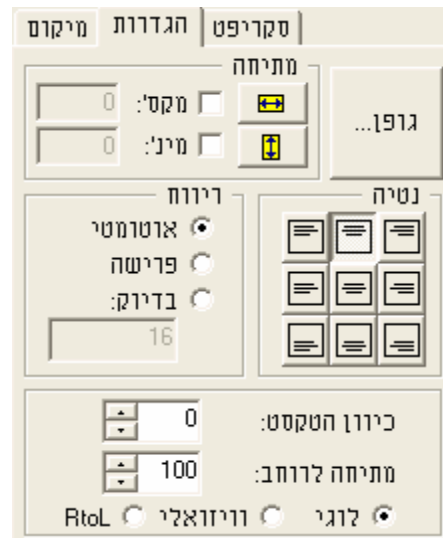 מיקום הגדרות סקריפט
מתיחה
גופן...
מקס': 0
מינ': 0
נטיה
ריווח
אוטומטי
פרישה
בדיוק:
16
כיוון הטקסט: 0
מתיחה לרוחב: 100
לוגי וויזואלי RtoL